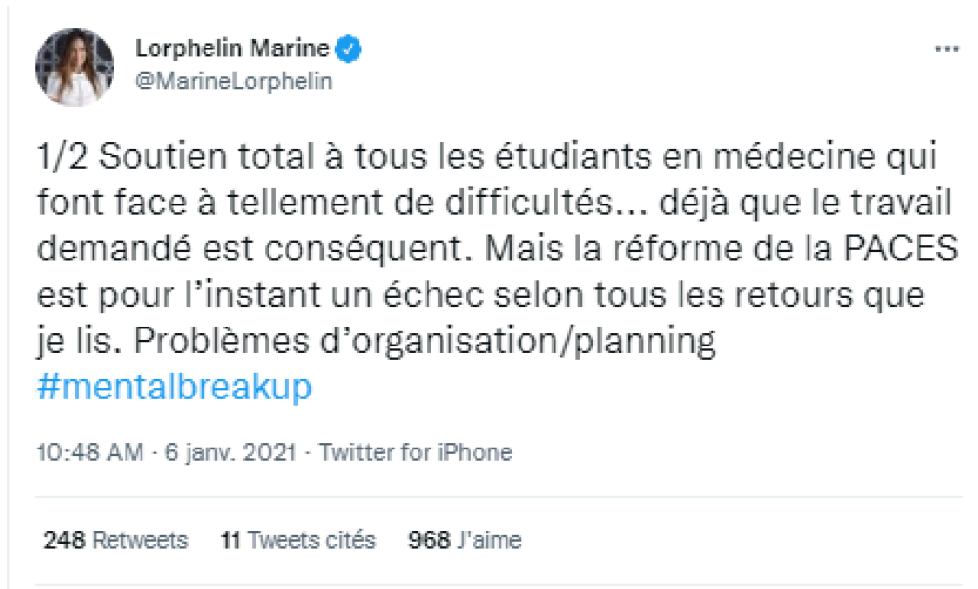 Lorphelin Marine
@MarineLorphelin
1/2 Soutien total à tous les étudiants en médecine qui
font face à tellement de difficultés... déjà que le travail
demandé est conséquent. Mais la réforme de la PACES
est pour l’instant un échec selon tous les retours que
je lis. Problèmes d’organisation/planning
#mentalbreakup
10:48 AM · 6 janv. 2021 · Twitter for iPhone
248 Retweets 11 Tweets cités 968 J'aime